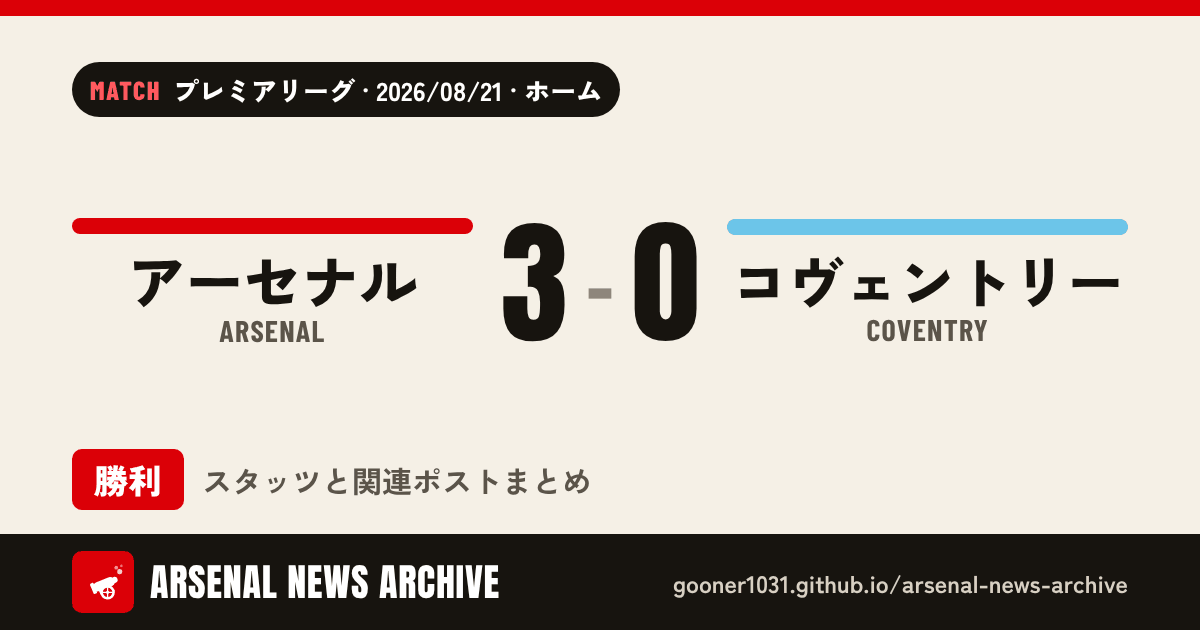 MATCH プレミアリーグ · 2026/08/21 · ホーム
アーセナル 3 - 0 コヴェントリー
ARSENAL COVENTRY
勝利 スタッツと関連ポストまとめ
ARSENAL NEWS ARCHIVE gooner1031.github.io/arsenal-news-archive